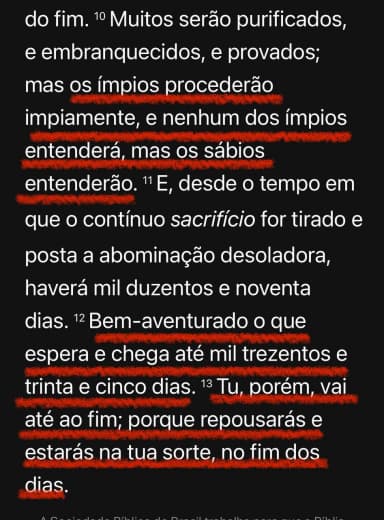 do fim. 10 Muitos serão purificados,
e embranquecidos, e provados;
mas os ímpios procederão
impiamente, e nenhum dos ímpios
entenderá, mas os sábios
entenderão. 11 E, desde o tempo em
que o contínuo sacrifício for tirado e
posta a abominação desoladora,
haverá mil duzentos e noventa
dias. 12 Bem-aventurado o que
espera e chega até mil trezentos e
trinta e cinco dias. 13 Tu, porém, vai
até ao fim; porque repousarás e
estarás na tua sorte, no fim dos
dias.